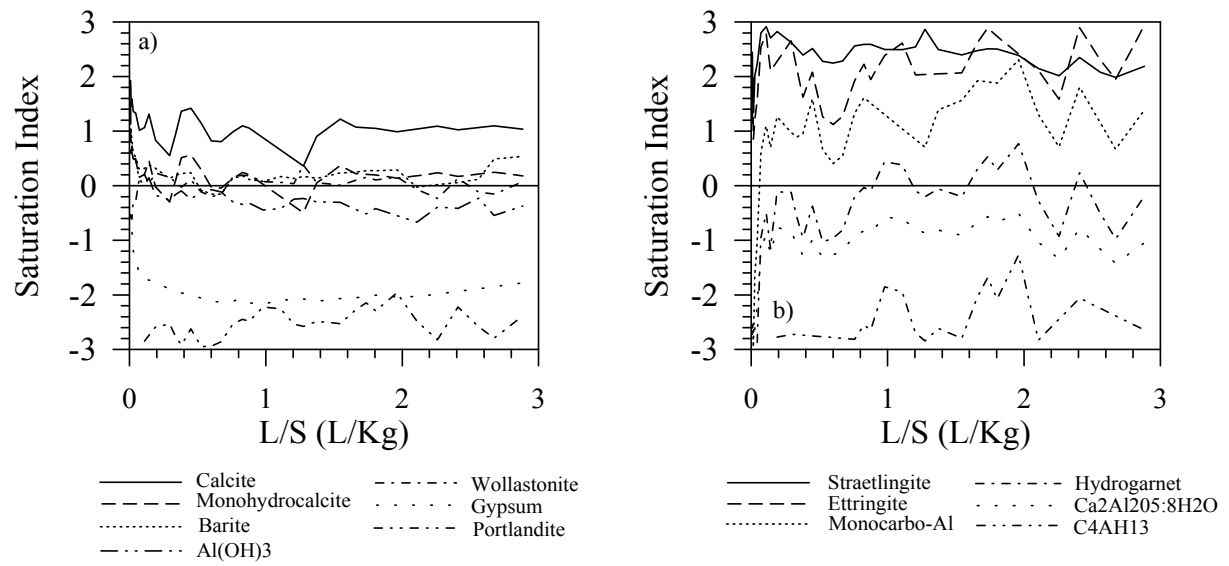 Saturation Index
3
2
1
0
-1
-2
-3
a)
0
1
2
3
L/S (L/Kg)
Calcite
Monohydrocalcite
Barite
Al(OH)3
Wollastonite
Gypsum
Portlandite
Saturation Index
3
2
1
0
-1
-2
-3
b)
0
1
2
3
L/S (L/Kg)
Straetlingite
Ettringite
Monocarbo-Al
Hydrogarnet
Ca2Al205:8H2O
C4AH13